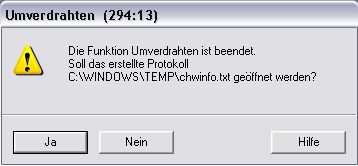 Umverdrahten (294:13)
Die Funktion Umverdrahten ist beendet.
Soll das erstellte Protokoll
C:\WINDOWS\TEMP\chwinfo.txt geöffnet werden?
Ja
Nein
Hilfe